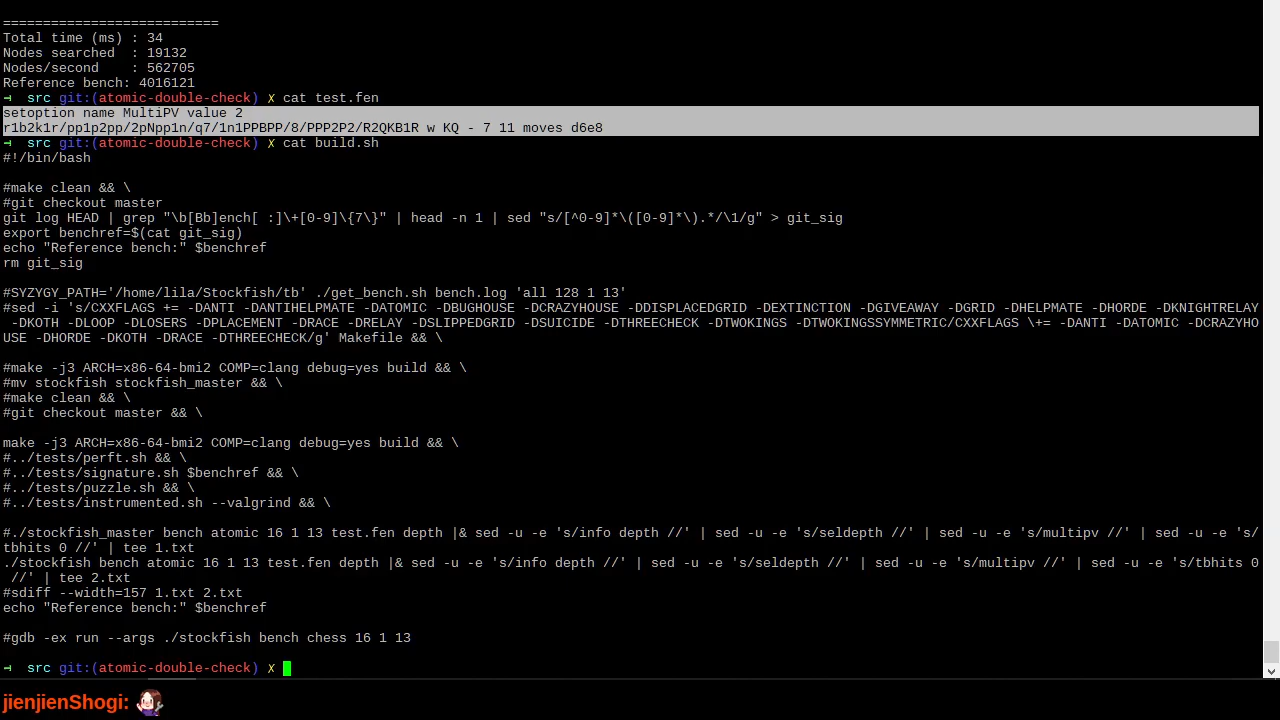 ===========================
Total time (ms) : 34
Nodes searched  : 19132
Nodes/second    : 562705
Reference bench: 4016121
→  src git:(atomic-double-check) ✗ cat test.fen
setoption name MultiPV value 2
r1b2k1r/pp1p2pp/2pNpp1n/q7/1n1PPBPP/8/PPP2P2/R2QKB1R w KQ - 7 11 moves d6e8
→  src git:(atomic-double-check) ✗ cat build.sh
#!/bin/bash
#make clean && \
#git checkout master
git log HEAD | grep "\b[Bb]ench[ :]\+[0-9]\{7\}" | head -n 1 | sed "s/[^0-9]*\([0-9]*\).*/\1/g" > git_sig
export benchref=$(cat git_sig)
echo "Reference bench:" $benchref
rm git_sig
#SYZYGY_PATH='/home/lila/Stockfish/tb' ./get_bench.sh bench.log 'all 128 1 13'
#sed -i 's/CXXFLAGS += -DANTI -DANTIHELPMATE -DATOMIC -DBUGHOUSE -DCRAZYHOUSE -DDISPLACEDGRID -DEXTINCTION -DGIVEAWAY -DGRID -DHELPMATE -DHORDE -DKNIGHTRELAY
 -DKOTH -DLOOP -DLOSERS -DPLACEMENT -DRACE -DRELAY -DSLIPPEDGRID -DSUICIDE -DTHREECHECK -DTWOKINGS -DTWOKINGSSYMMETRIC/CXXFLAGS \+= -DANTI -DATOMIC -DCRAZYHO
USE -DHORDE -DKOTH -DRACE -DTHREECHECK/g' Makefile && \
#make -j3 ARCH=x86-64-bmi2 COMP=clang debug=yes build && \
#mv stockfish stockfish_master && \
#make clean && \
#git checkout master && \
make -j3 ARCH=x86-64-bmi2 COMP=clang debug=yes build && \
#../tests/perft.sh && \
#../tests/signature.sh $benchref && \
#../tests/puzzle.sh && \
#../tests/instrumented.sh --valgrind && \
#./stockfish_master bench atomic 16 1 13 test.fen depth |& sed -u -e 's/info depth //' | sed -u -e 's/seldepth //' | sed -u -e 's/multipv //' | sed -u -e 's/
tbhits 0 //' | tee 1.txt
./stockfish bench atomic 16 1 13 test.fen depth |& sed -u -e 's/info depth //' | sed -u -e 's/seldepth //' | sed -u -e 's/multipv //' | sed -u -e 's/tbhits 0
 //' | tee 2.txt
#sdiff --width=157 1.txt 2.txt
echo "Reference bench:" $benchref
#gdb -ex run --args ./stockfish bench chess 16 1 13
→  src git:(atomic-double-check) ✗
jienjienShogi: